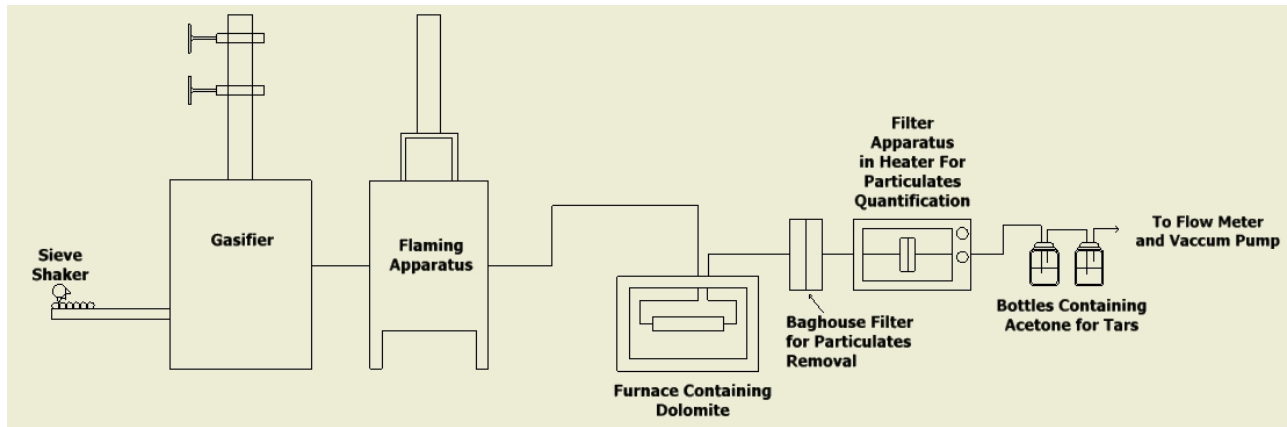 Sieve
Shaker
Gasifier
Flaming
Apparatus
Furnace Containing
Dolomite
Baghouse Filter
for Particulates
Removal
Filter
Apparatus
in Heater For
Particulates
Quantification
Bottles Containing
Acetone for Tars
To Flow Meter
and Vaccum Pump